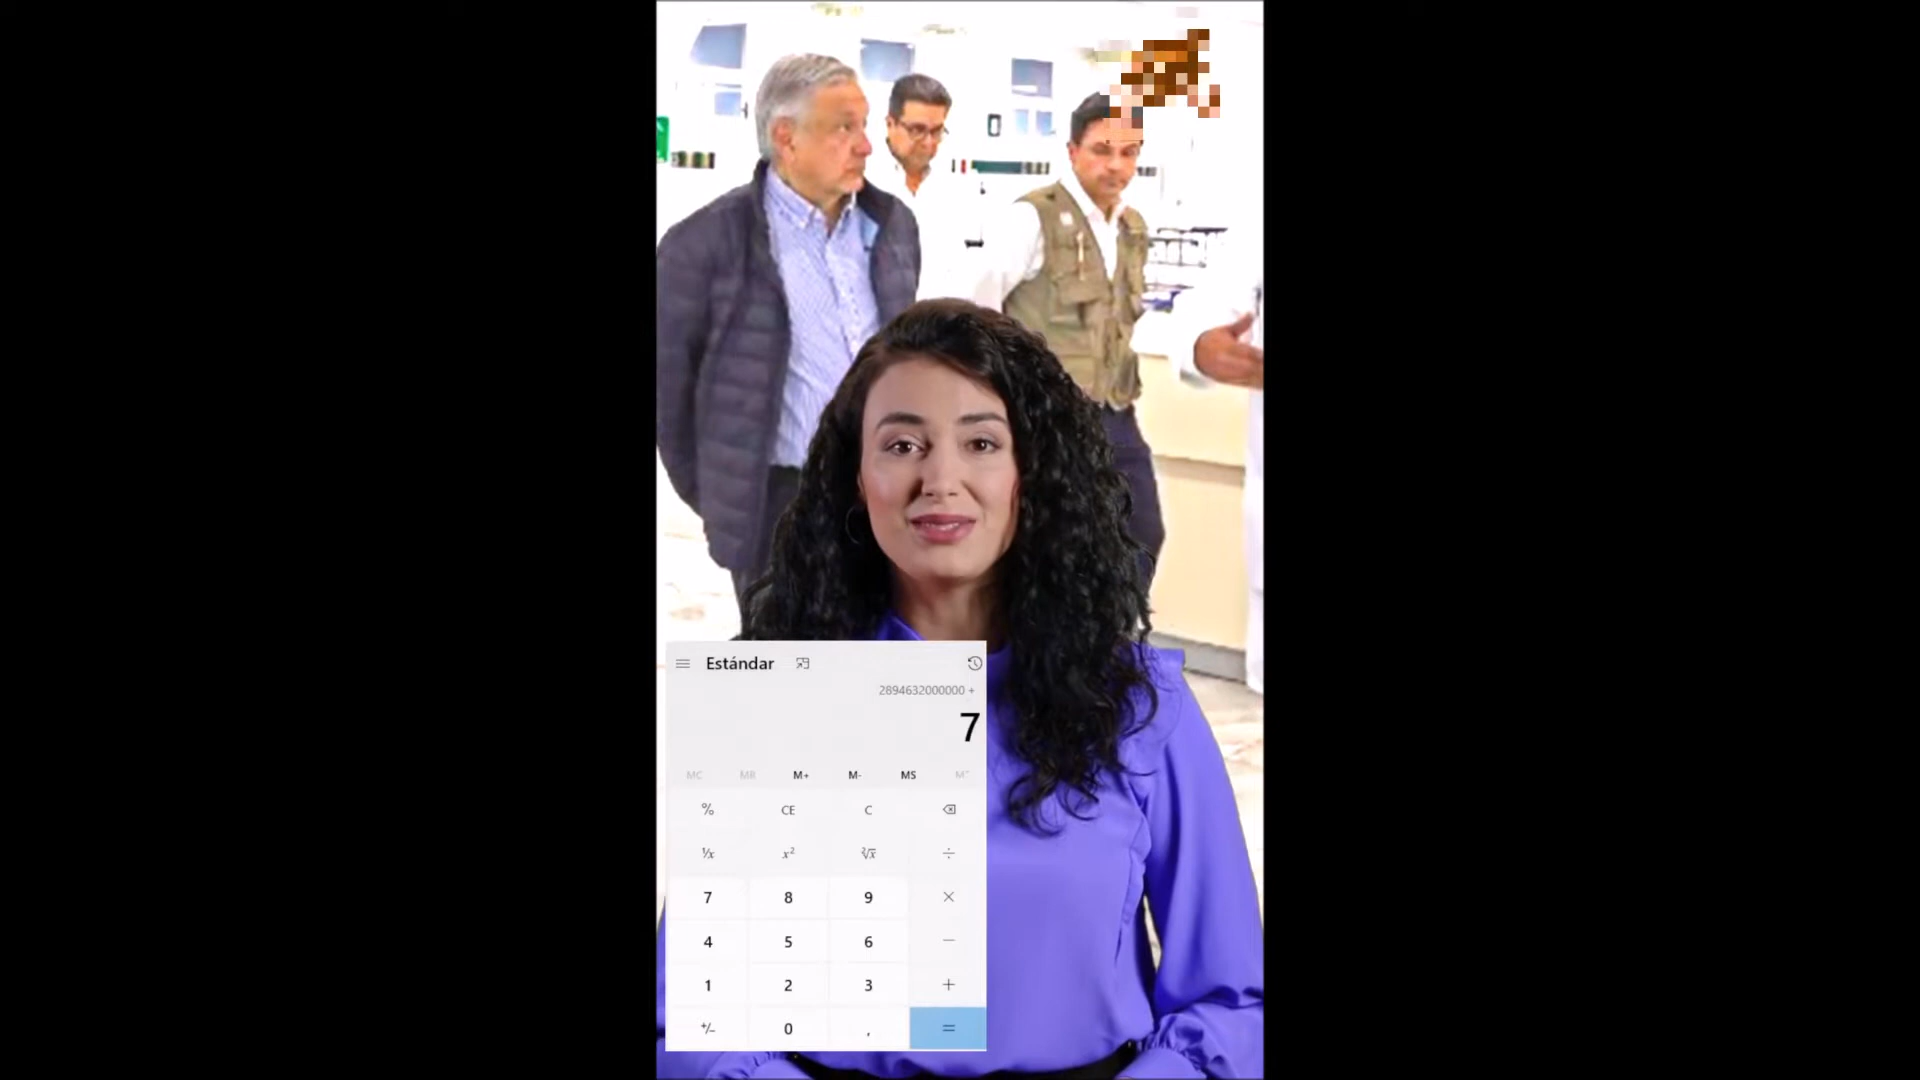 Estándar
2894632000000 +
7
MC MR M+ M- MS M˅
% CE C
⅟x x² ²√x ÷
7 8 9 ×
4 5 6 −
1 2 3 +
+/− 0 , =